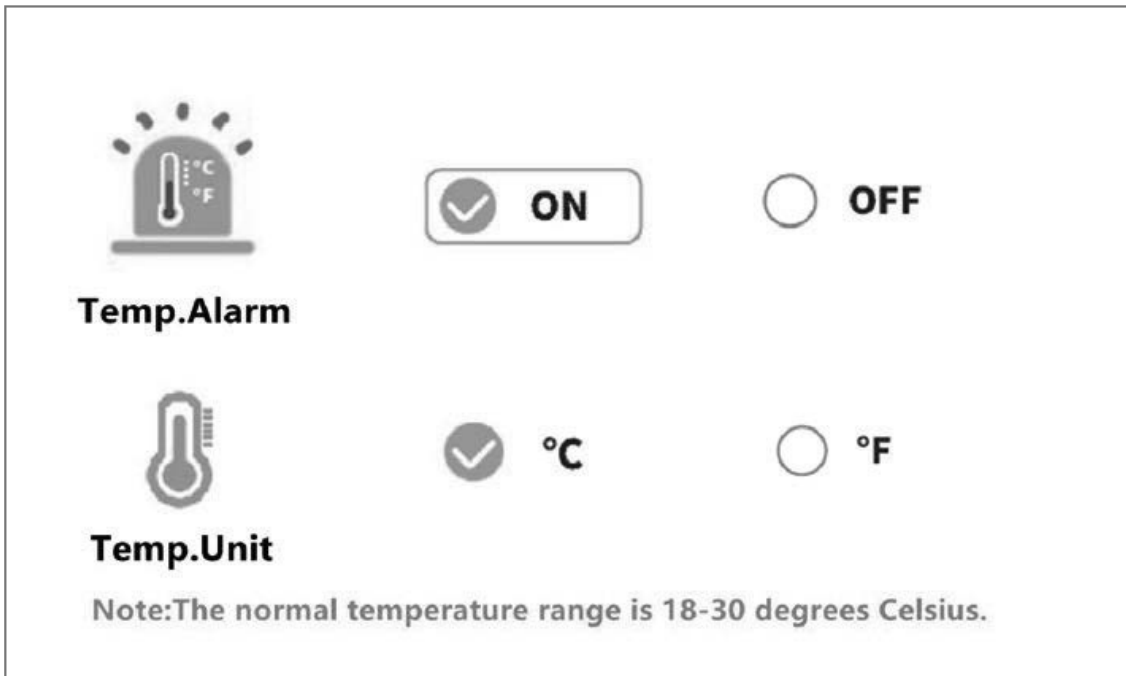 °C
°F
ON
OFF
Temp.Alarm
°C
°F
Temp.Unit
Note:The normal temperature range is 18-30 degrees Celsius.